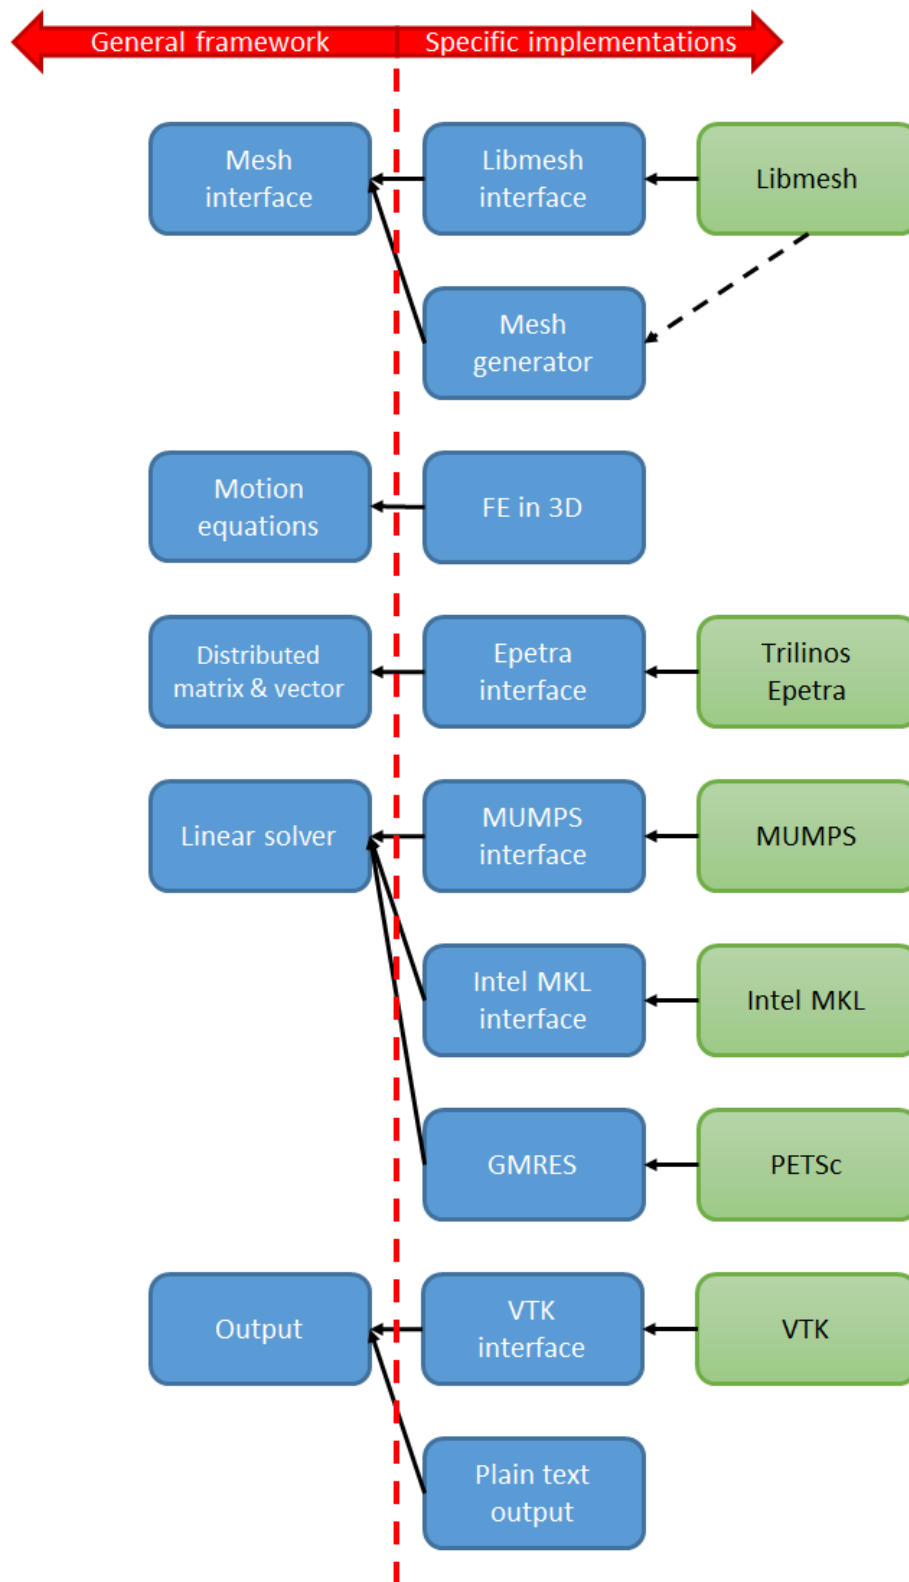 General framework
Specific implementations
Mesh
interface
Libmesh
interface
Libmesh
Mesh
generator
Motion
equations
FE in 3D
Distributed
matrix & vector
Epetra
interface
Trilinos
Epetra
Linear solver
MUMPS
interface
MUMPS
Intel MKL
interface
Intel MKL
GMRES
PETSc
Output
VTK
interface
VTK
Plain text
output